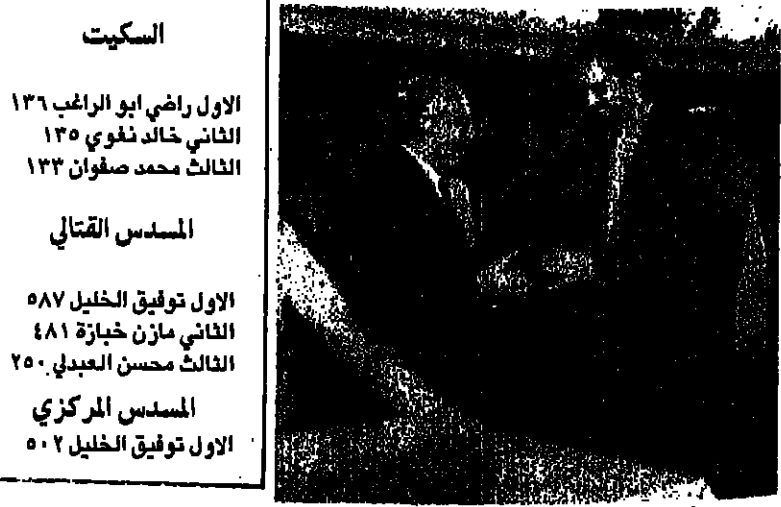 السكيت
الاول راضي ابو الراغب ١٣٦
الثاني خالد نغوي ١٣٥
الثالث محمد صفوان ١٣٣
المسدس القتالي
الاول توفيق الخليل ٥٨٧
الثاني مازن خبازة ٤٨١
الثالث محسن العبدلي ٢٥٠
المسدس المركزي
الاول توفيق الخليل ٥٠٢